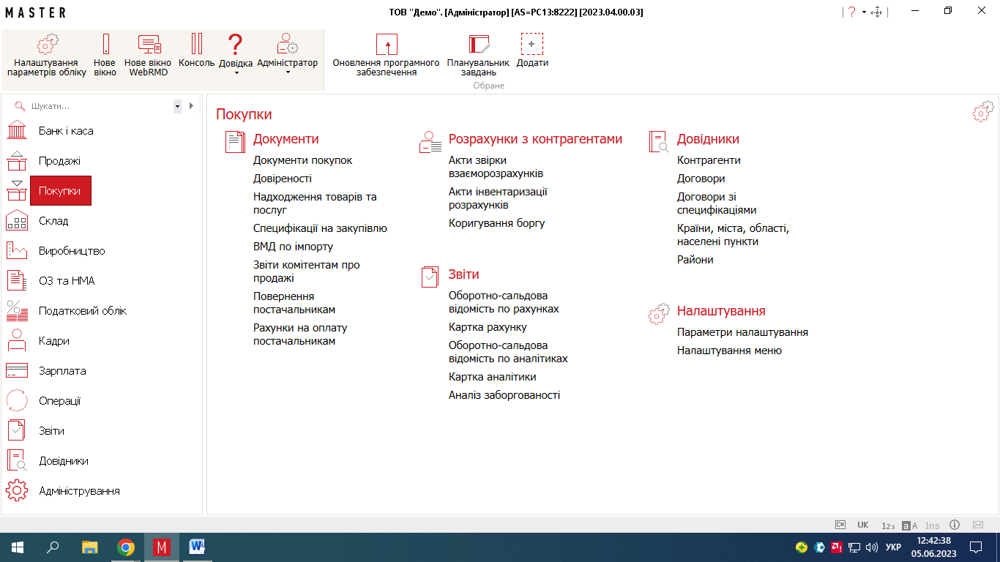 MASTER
ТОВ "Демо". [Адміністратор] [AS=PC13:8222] [2023.04.00.03]
?
Налаштування
параметрів обліку
Нове
вікно
Нове вікно
WebRMD
Консоль
Довідка
Адміністратор
Оновлення програмного
забезпечення
Планувальник
завдань
Додати
Обране
Шукати...
Банк і каса
Продажі
Покупки
Склад
Виробництво
ОЗ та НМА
Податковий облік
Кадри
Зарплата
Операції
Звіти
Довідники
Адміністрування
Покупки
Документи
Документи покупок
Довіреності
Надходження товарів та
послуг
Специфікації на закупівлю
ВМД по імпорту
Звіти комітентам про
продажі
Повернення
постачальникам
Рахунки на оплату
постачальникам
Розрахунки з контрагентами
Акти звірки
взаєморозрахунків
Акти інвентаризації
розрахунків
Коригування боргу
Звіти
Оборотно-сальдова
відомість по рахунках
Картка рахунку
Оборотно-сальдова
відомість по аналітиках
Картка аналітики
Аналіз заборгованості
Довідники
Контрагенти
Договори
Договори зі
специфікаціями
Країни, міста, області,
населені пункти
Райони
Налаштування
Параметри налаштування
Налаштування меню
C# UK 123 aA Ins
УКР
12:42:38
05.06.2023